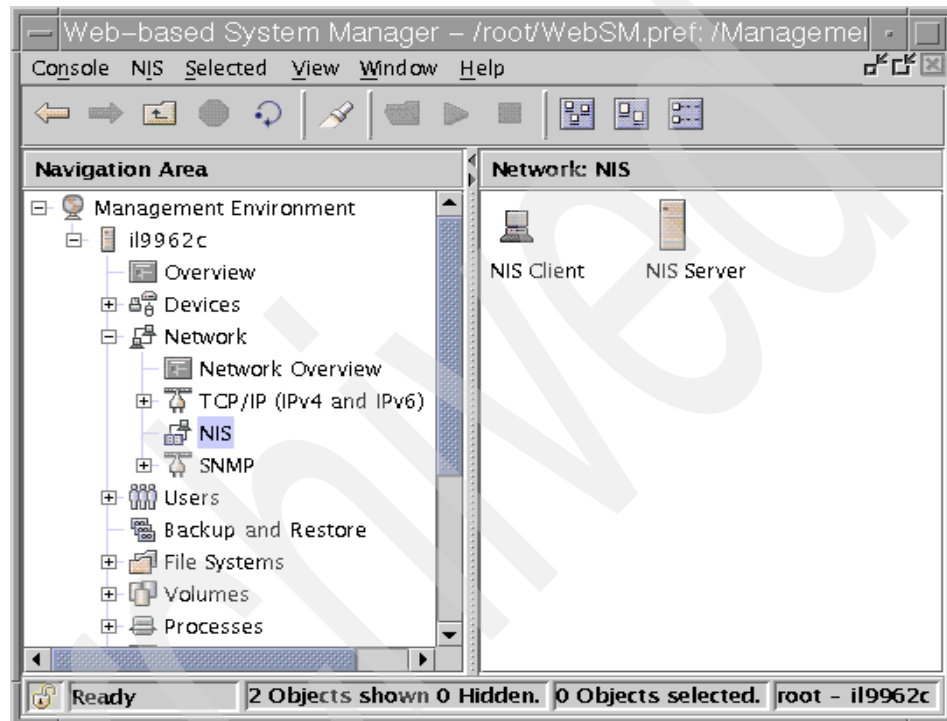 Web-based System Manager - /root/WebSM.pref: /Managemei
Console NIS Selected View Window Help
Navigation Area
Network: NIS
Management Environment
il9962c
Overview
Devices
Network
Network Overview
TCP/IP (IPv4 and IPv6)
NIS
SNMP
Users
Backup and Restore
File Systems
Volumes
Processes
NIS Client
NIS Server
Ready
2 Objects shown 0 Hidden.
0 Objects selected.
root - il9962c